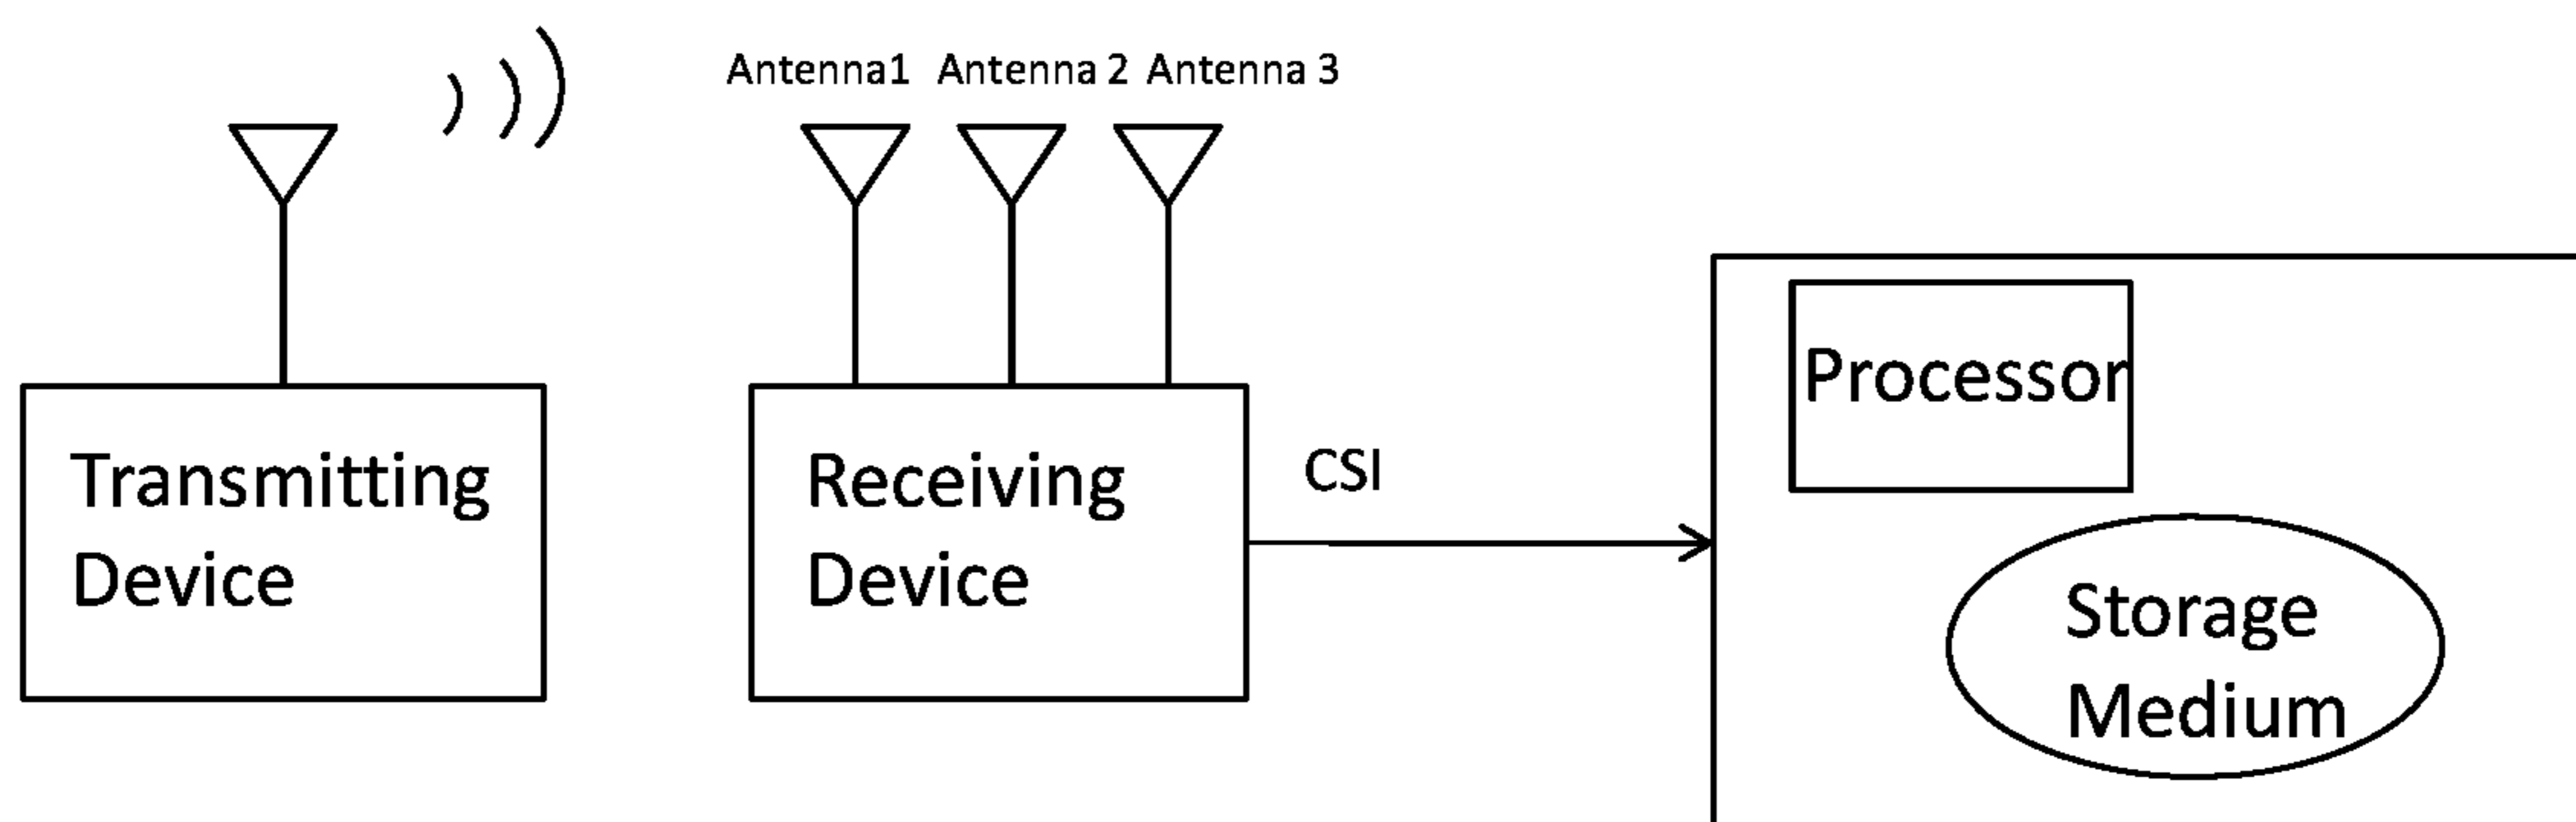 Antenna1 Antenna 2 Antenna 3
Transmitting
Device
Receiving
Device
CSI
Processor
Storage
Medium